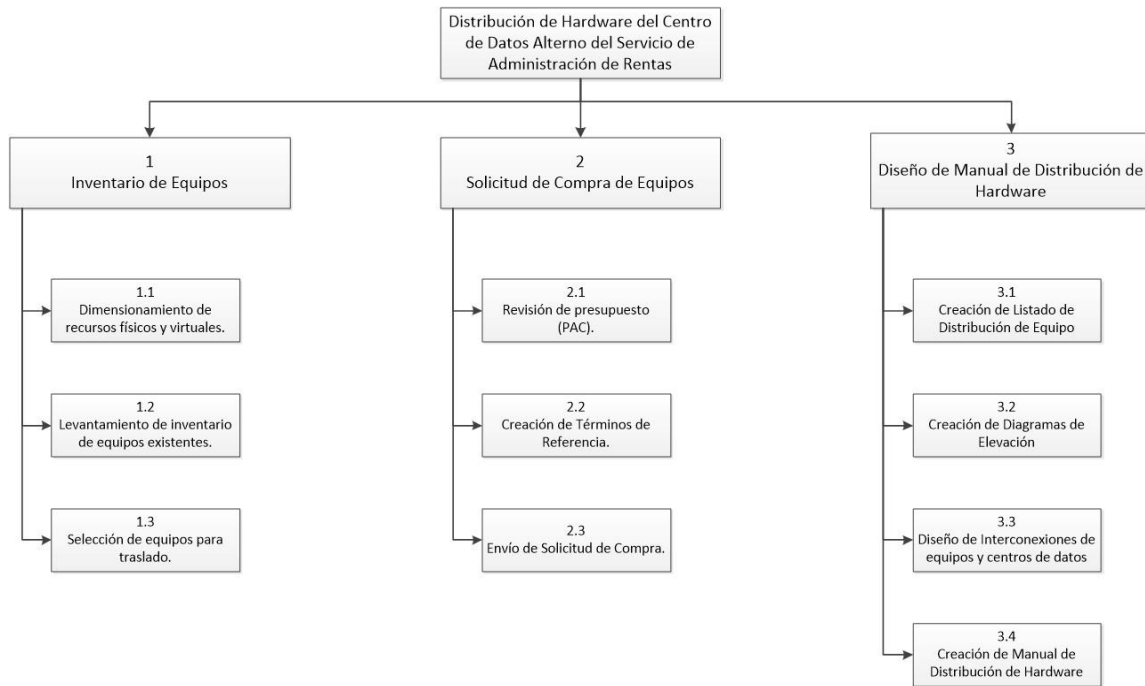 Distribución de Hardware del Centro
de Datos Alterno del Servicio de
Administración de Rentas
1
Inventario de Equipos
2
Solicitud de Compra de Equipos
3
Diseño de Manual de Distribución de
Hardware
1.1
Dimensionamiento de
recursos físicos y virtuales.
2.1
Revisión de presupuesto
(PAC).
3.1
Creación de Listado de
Distribución de Equipo
1.2
Levantamiento de inventario
de equipos existentes.
2.2
Creación de Términos de
Referencia.
3.2
Creación de Diagramas de
Elevación
1.3
Selección de equipos para
traslado.
2.3
Envío de Solicitud de Compra.
3.3
Diseño de Interconexiones de
equipos y centros de datos
3.4
Creación de Manual de
Distribución de Hardware